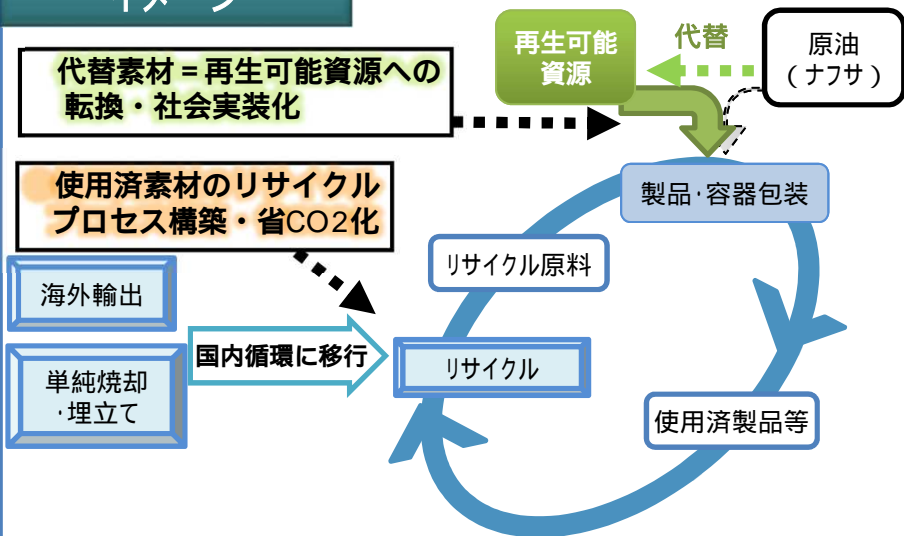 イメージ
代替素材＝再生可能資源への
転換・社会実装化
再生可能
資源
代替
原油
（ナフサ）
使用済素材のリサイクル
プロセス構築・省CO2化
製品・容器包装
リサイクル原料
海外輸出
国内循環に移行
リサイクル
単純焼却
・埋立て
使用済製品等